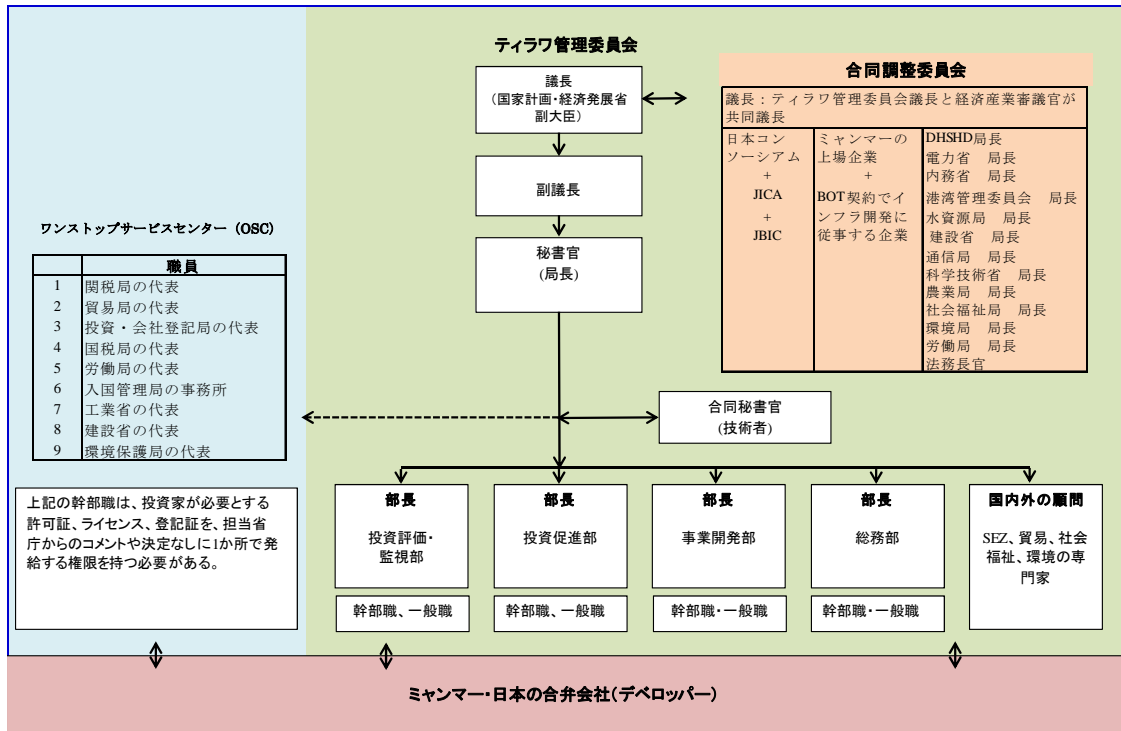 ティラワ管理委員会
議長
(国家計画・経済発展省
副大臣)
副議長
秘書官
(局長)
合同調整委員会
議長：ティラワ管理委員会議長と経済産業審議官が
共同議長
日本コン
ソーシアム
+
JICA
+
JBIC
ミャンマーの
上場企業
+
BOT契約でイ
ンフラ開発に
従事する企業
DHSHD局長
電力省　局長
内務省　局長
港湾管理委員会　局長
水資源局　局長
建設省　局長
通信局　局長
科学技術省　局長
農業局　局長
社会福祉局　局長
環境局　局長
労働局　局長
法務長官
ワンストップサービスセンター (OSC)
職員
1 関税局の代表
2 貿易局の代表
3 投資・会社登記局の代表
4 国税局の代表
5 労働局の代表
6 入国管理局の事務所
7 工業省の代表
8 建設省の代表
9 環境保護局の代表
上記の幹部職は、投資家が必要とする
許可証、ライセンス、登記証を、担当省
庁からのコメントや決定なしに1か所で発
給する権限を持つ必要がある。
合同秘書官
(技術者)
部長
投資評価・
監視部
幹部職、一般職
部長
投資促進部
幹部職、一般職
部長
事業開発部
幹部職・一般職
部長
総務部
幹部職・一般職
国内外の顧問
SEZ、貿易、社会
福祉、環境の専
門家
ミャンマー・日本の合弁会社(デベロッパー)